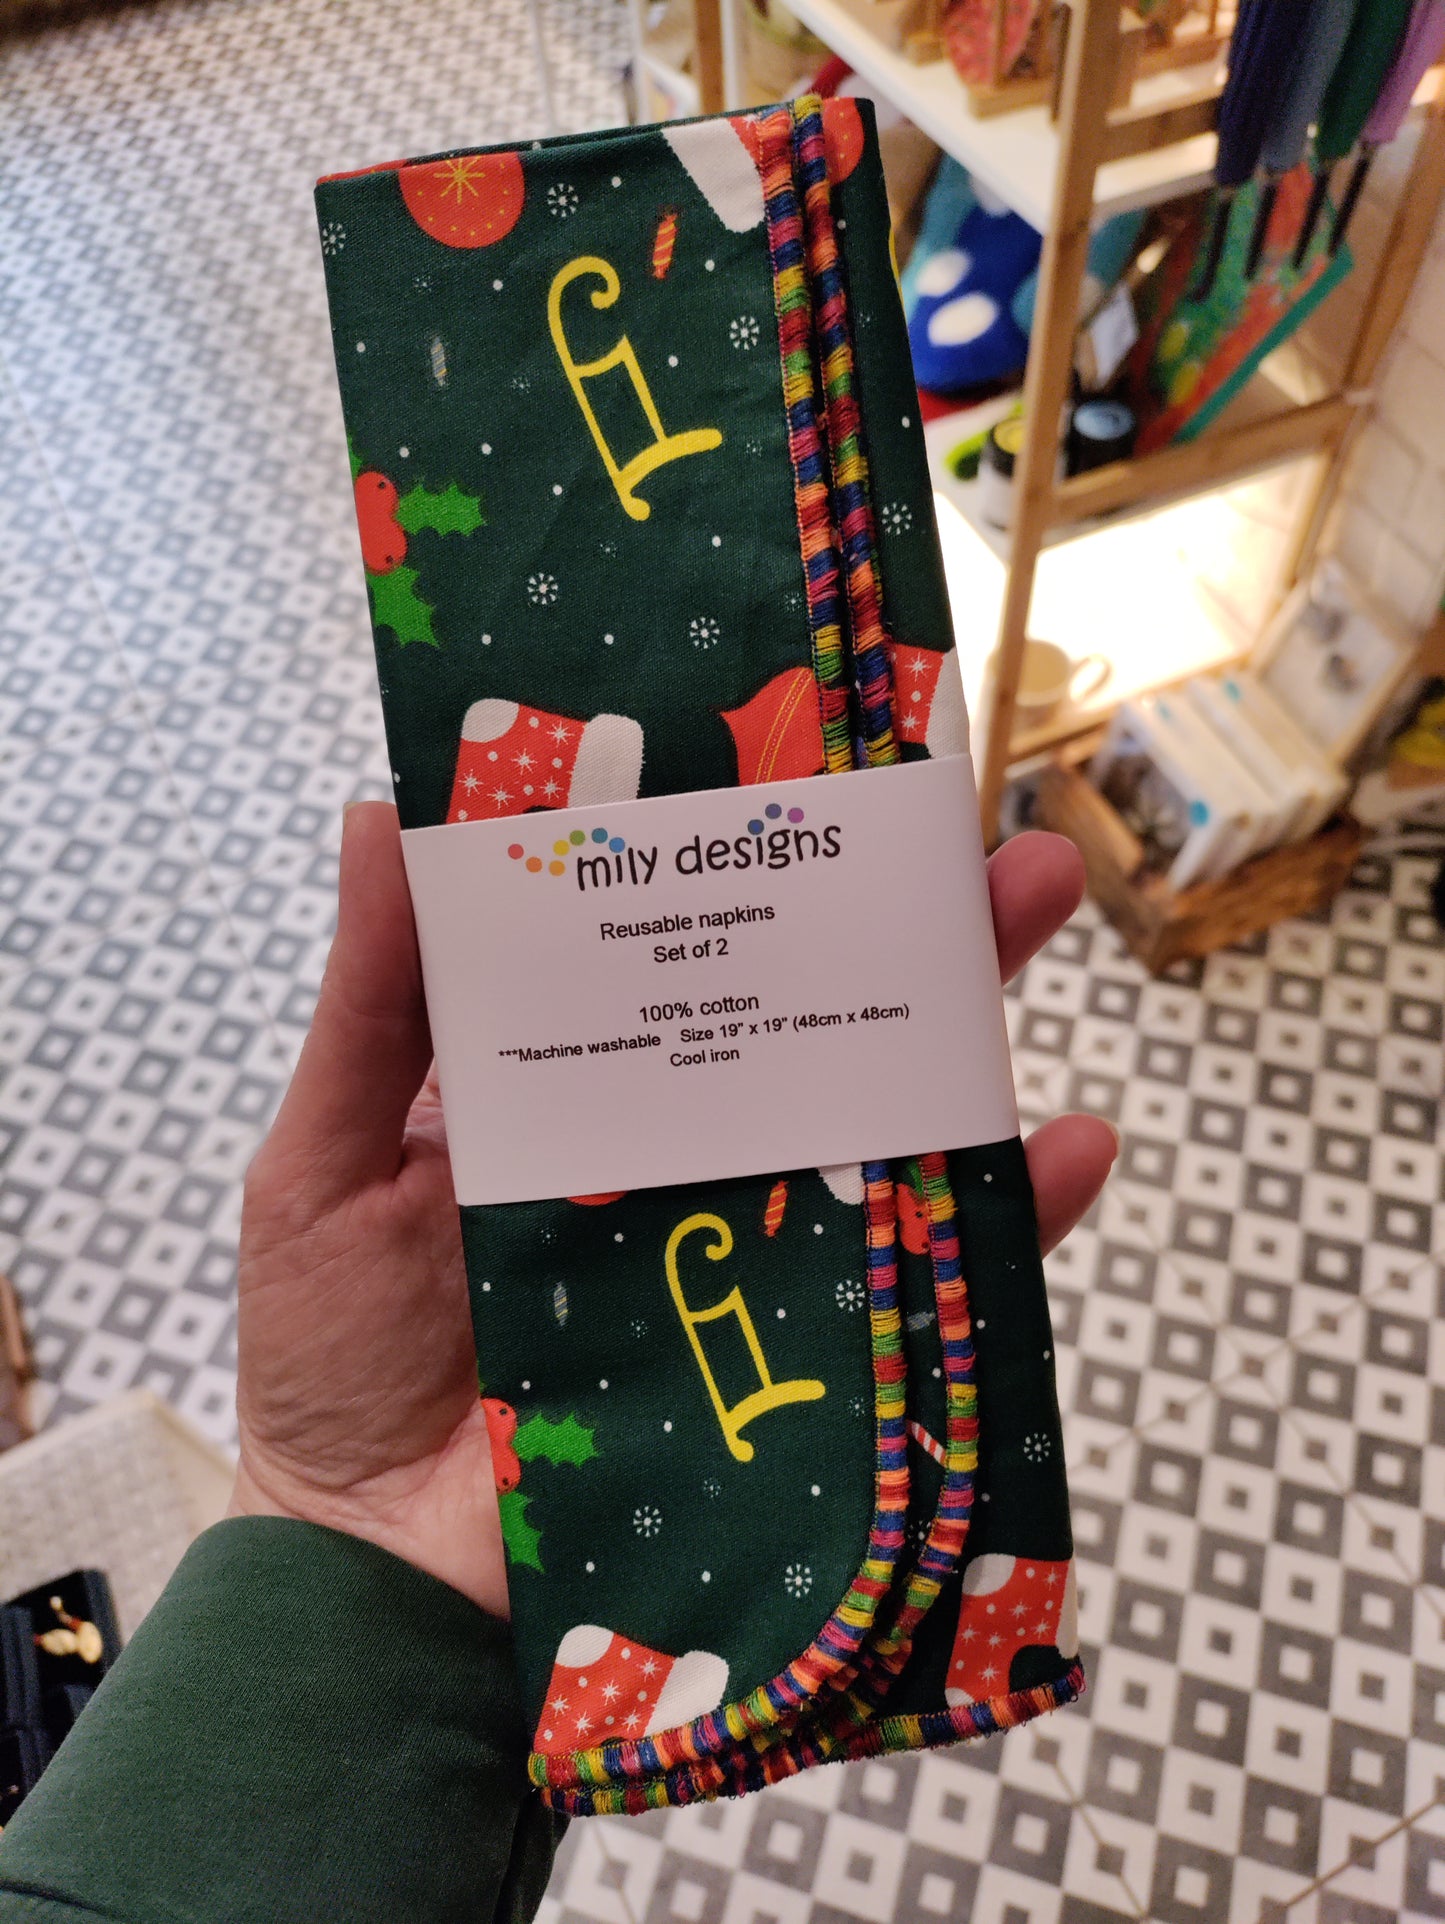 mily designs
Reusable napkins
Set of 2
100% cotton
***Machine washable Size 19" x 19" (48cm x 48cm)
Cool iron